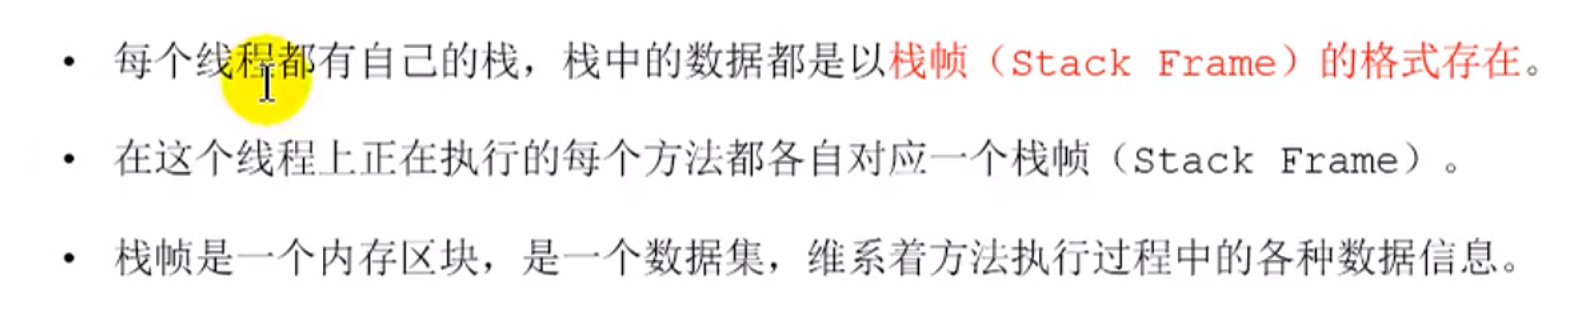 • 每个线程都有自己的栈，栈中的数据都是以栈帧（Stack Frame）的格式存在。
• 在这个线程上正在执行的每个方法都各自对应一个栈帧（Stack Frame）。
• 栈帧是一个内存区块，是一个数据集，维系着方法执行过程中的各种数据信息。